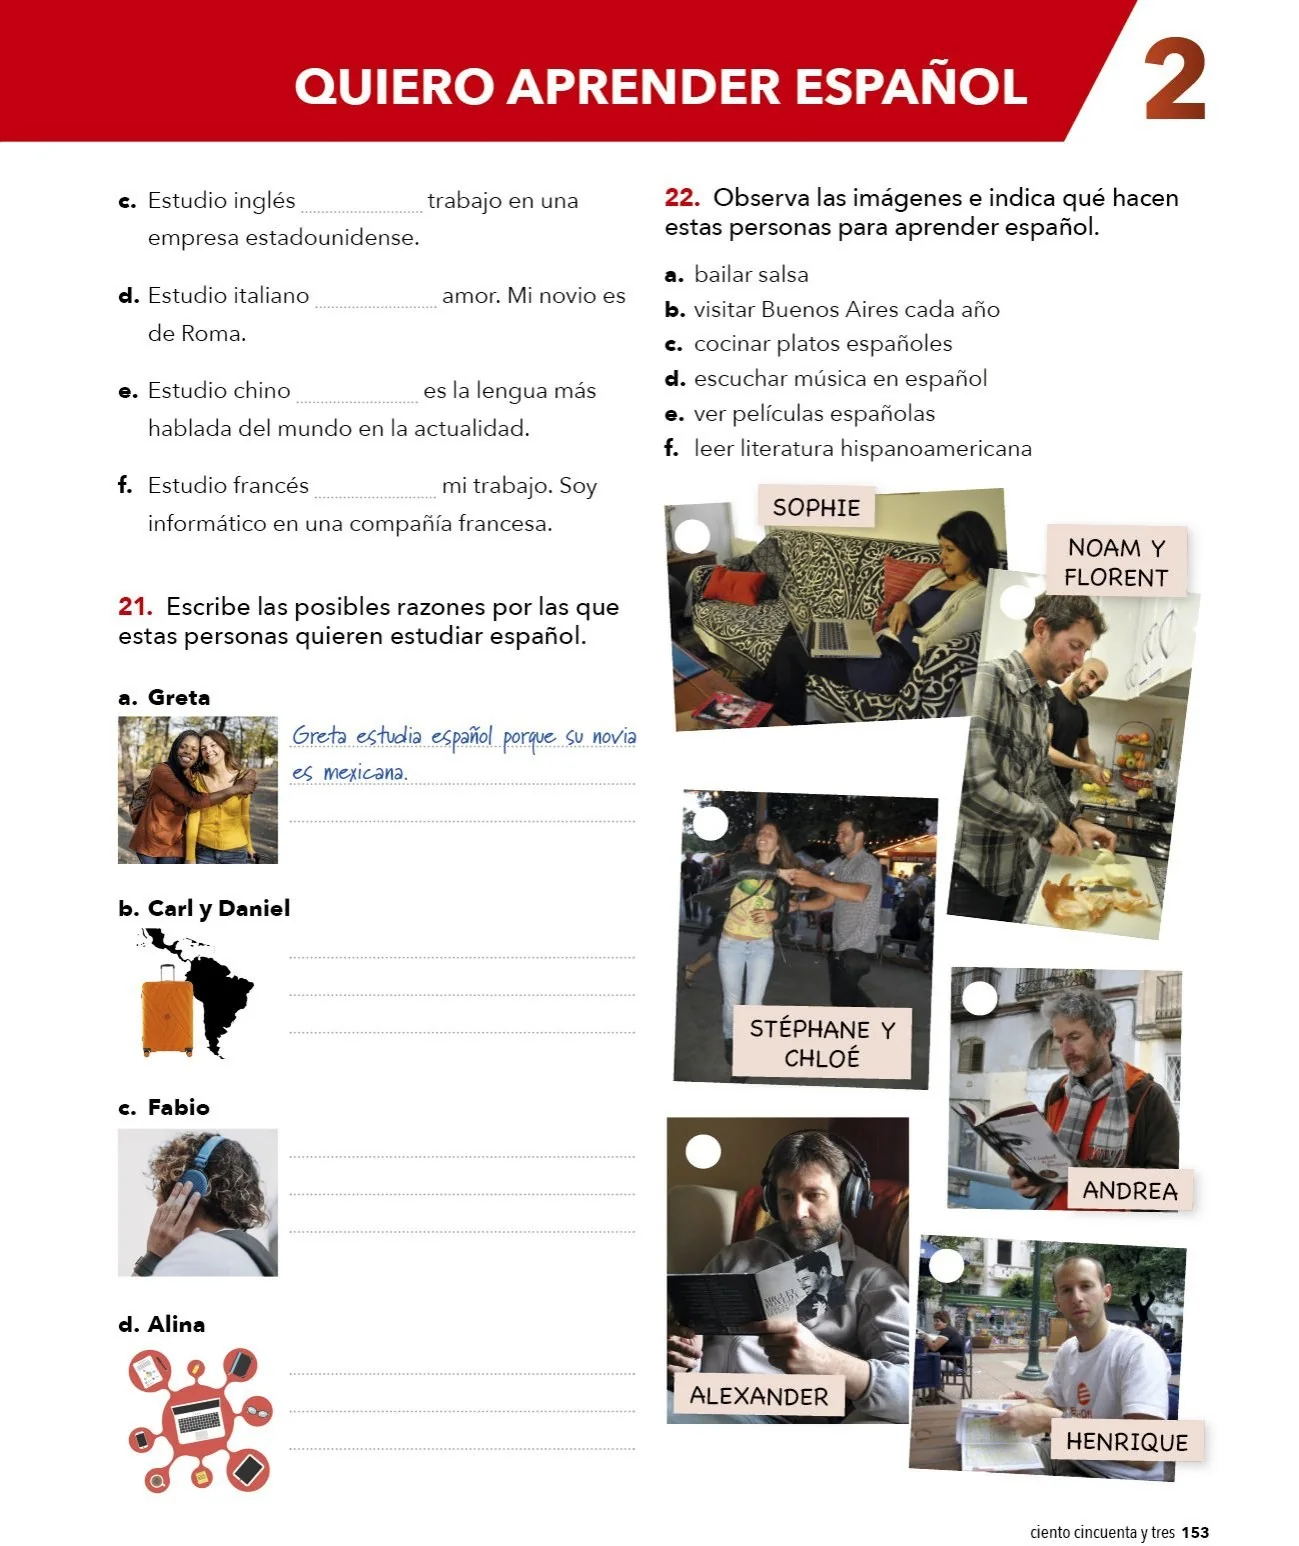 QUIERO APRENDER ESPAÑOL
2
c. Estudio inglés trabajo en una
empresa estadounidense.
d. Estudio italiano amor. Mi novio es
de Roma.
e. Estudio chino es la lengua más
hablada del mundo en la actualidad.
f. Estudio francés mi trabajo. Soy
informático en una compañía francesa.
21. Escribe las posibles razones por las que
estas personas quieren estudiar español.
a. Greta
Greta estudia español porque su novia
es mexicana.
b. Carl y Daniel
c. Fabio
d. Alina
22. Observa las imágenes e indica qué hacen
estas personas para aprender español.
a. bailar salsa
b. visitar Buenos Aires cada año
c. cocinar platos españoles
d. escuchar música en español
e. ver películas españolas
f. leer literatura hispanoamericana
SOPHIE
NOAM Y
FLORENT
STÉPHANE Y
CHLOÉ
ANDREA
MIGUEL
POVEDA
ALEXANDER
HENRIQUE
ciento cincuenta y tres 153